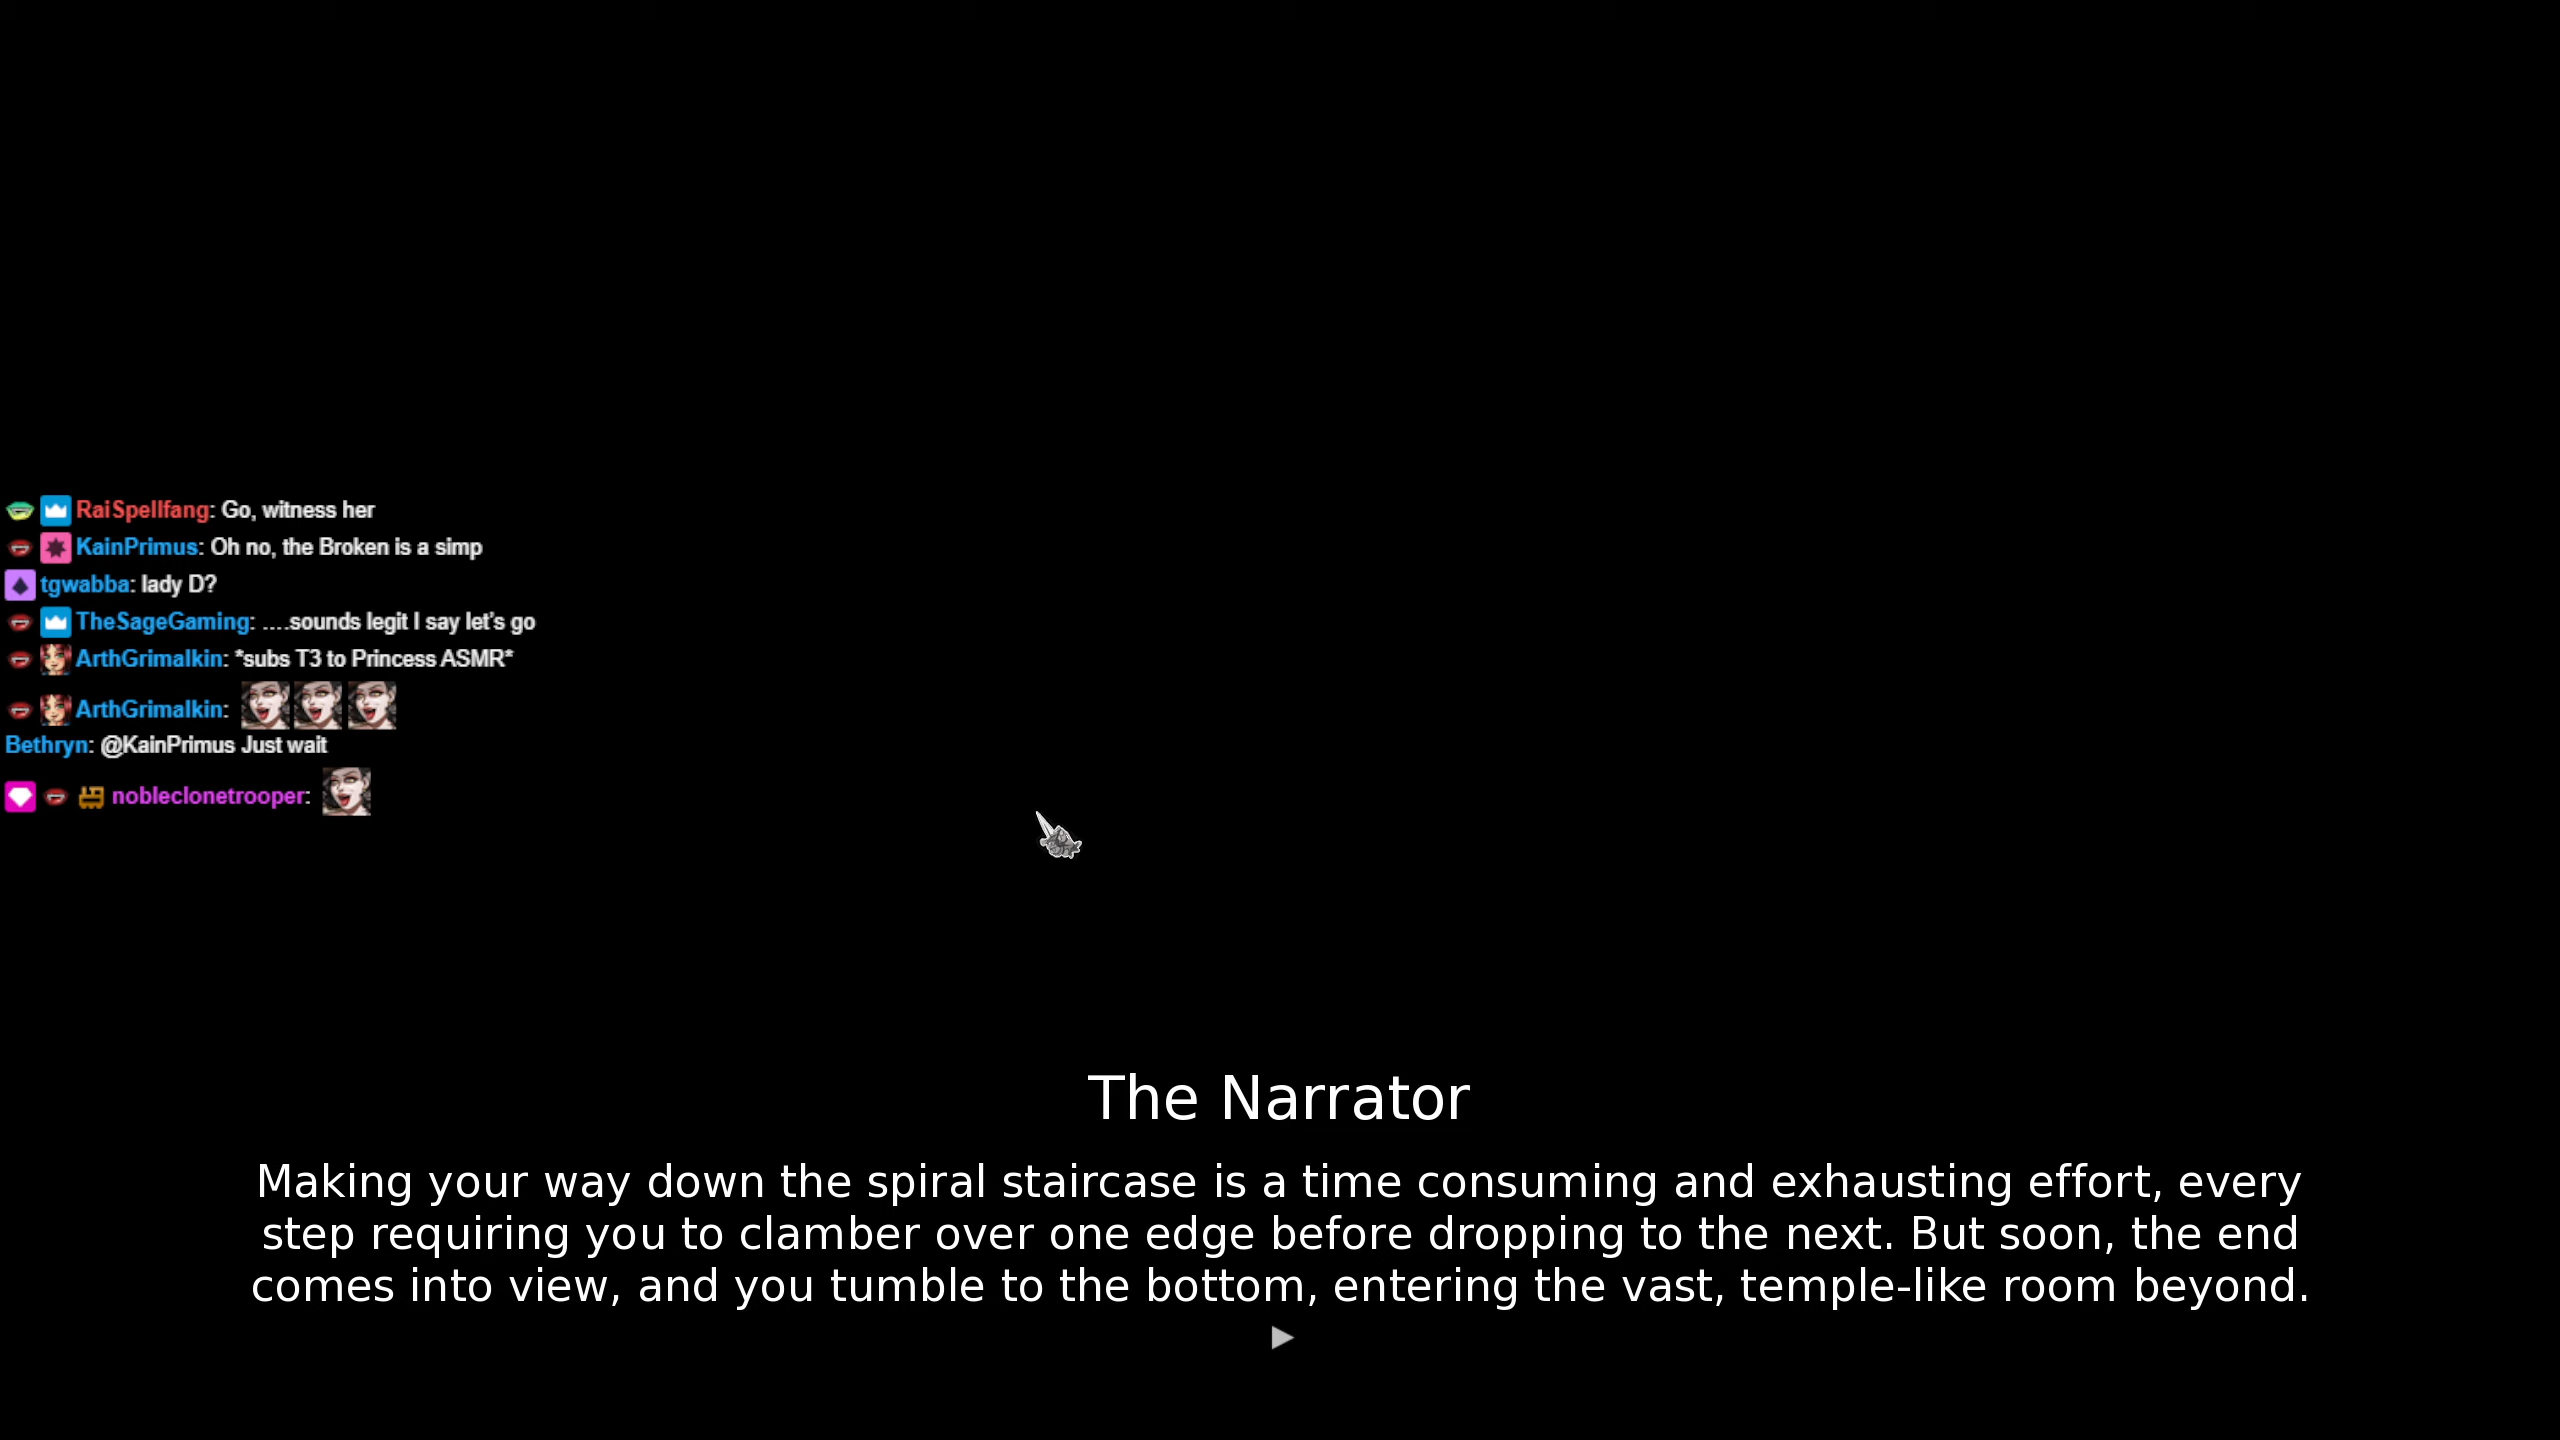 RaiSpellfang: Go, witness her
KainPrimus: Oh no, the Broken is a simp
tgwabba: lady D?
TheSageGaming: ....sounds legit I say let's go
ArthGrimalkin: *subs T3 to Princess ASMR*
ArthGrimalkin:
Bethryn: @KainPrimus Just wait
nobleclonetrooper:
The Narrator
Making your way down the spiral staircase is a time consuming and exhausting effort, every
step requiring you to clamber over one edge before dropping to the next. But soon, the end
comes into view, and you tumble to the bottom, entering the vast, temple-like room beyond.